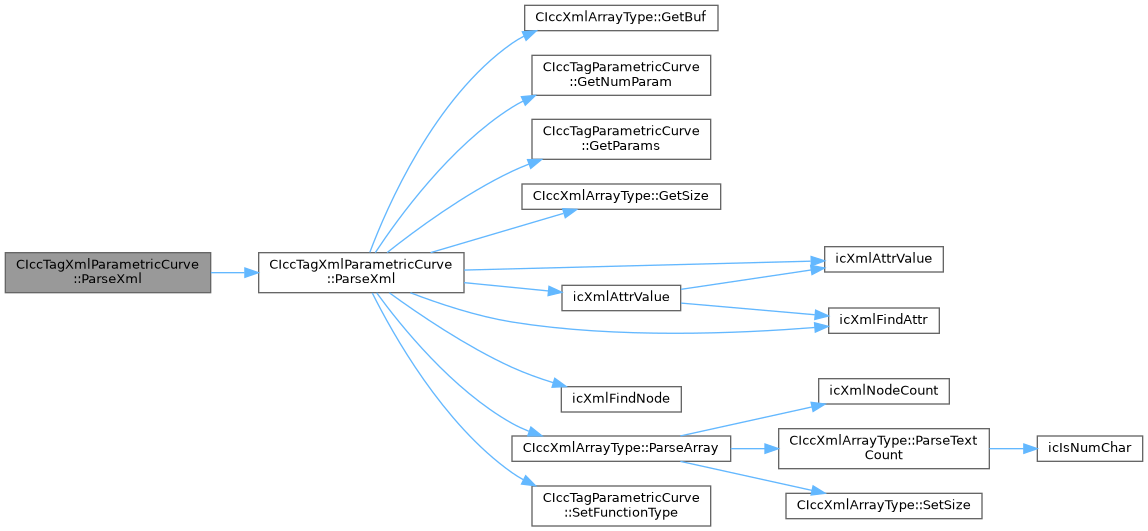 CIccXmlArrayType::GetBuf
CIccTagParametricCurve
::GetNumParam
CIccTagParametricCurve
::GetParams
CIccXmlArrayType::GetSize
CIccTagXmlParametricCurve
::ParseXml
CIccTagXmlParametricCurve
::ParseXml
icXmlAttrValue
icXmlAttrValue
icXmlFindAttr
icXmlFindNode
icXmlNodeCount
CIccXmlArrayType::ParseArray
CIccXmlArrayType::ParseText
Count
icIsNumChar
CIccTagParametricCurve
::SetFunctionType
CIccXmlArrayType::SetSize